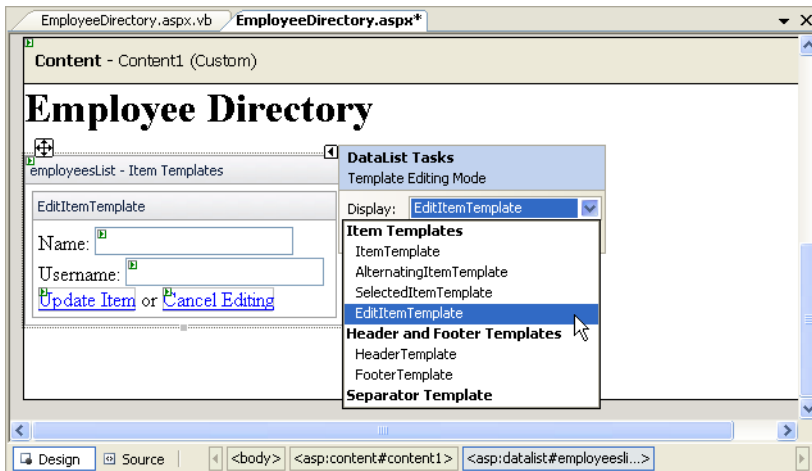 EmployeeDirectory.aspx.vb EmployeeDirectory.aspx*
Content - Content1 (Custom)
Employee Directory
employeesList - Item Templates
EditItemTemplate
Name:
Username:
Update Item or Cancel Editing
DataList Tasks
Template Editing Mode
Display: EditItemTemplate
Item Templates
ItemTemplate
AlternatingItemTemplate
SelectedItemTemplate
EditItemTemplate
Header and Footer Templates
HeaderTemplate
FooterTemplate
Separator Template
Design Source <body> <asp:content#content1> <asp:datalist#employeesli...>